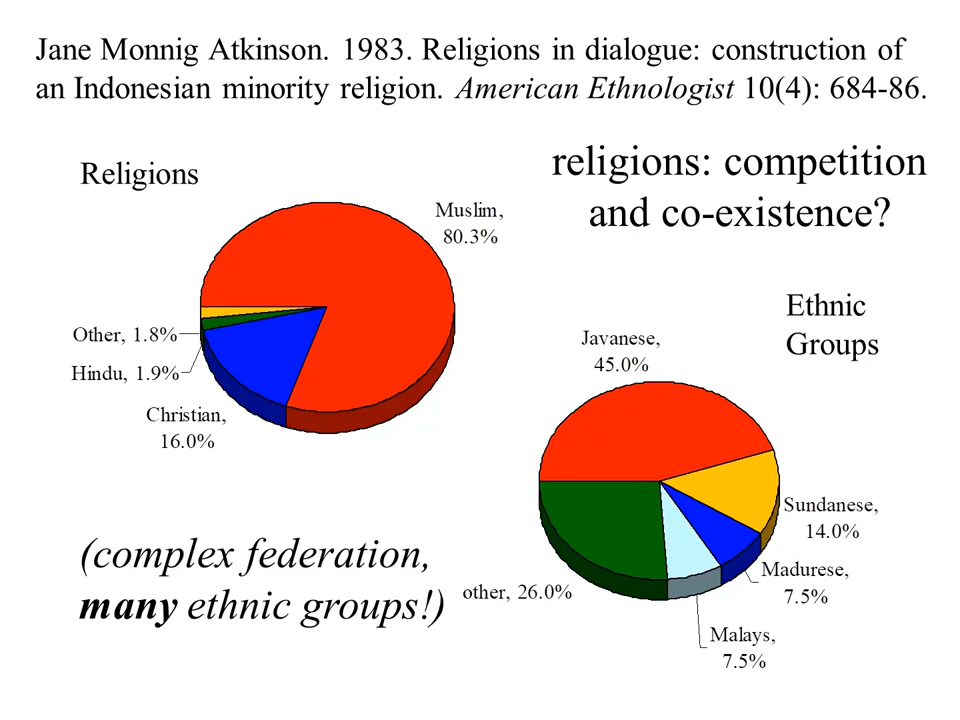 Jane Monnig Atkinson. 1983. Religions in dialogue: construction of
an Indonesian minority religion. American Ethnologist 10(4): 684-86.
religions: competition
and co-existence?
Religions
Muslim,
80.3%
Other, 1.8%
Hindu, 1.9%
Christian,
16.0%
Ethnic
Groups
Javanese,
45.0%
Sundanese,
14.0%
Madurese,
7.5%
Malays,
7.5%
other, 26.0%
(complex federation,
many ethnic groups!)